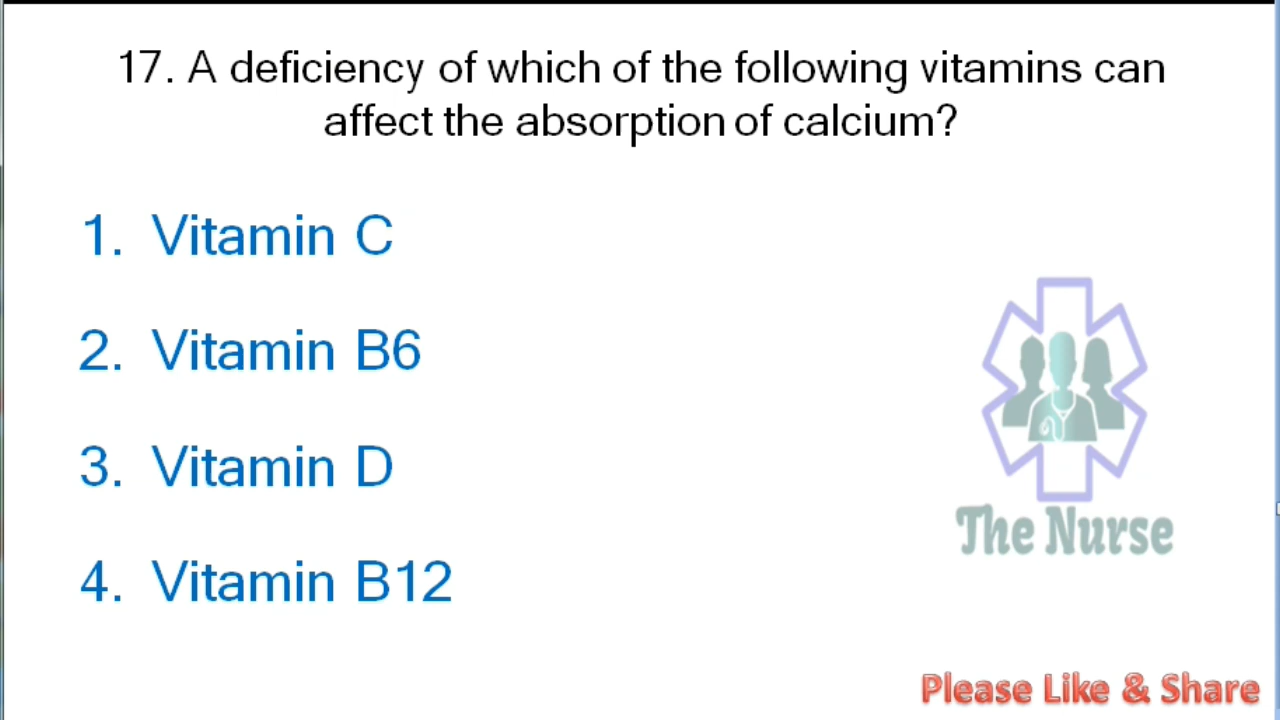 17. A deficiency of which of the following vitamins can
affect the absorption of calcium?
1. Vitamin C
2. Vitamin B6
3. Vitamin D
4. Vitamin B12
The Nurse
Please Like & Share